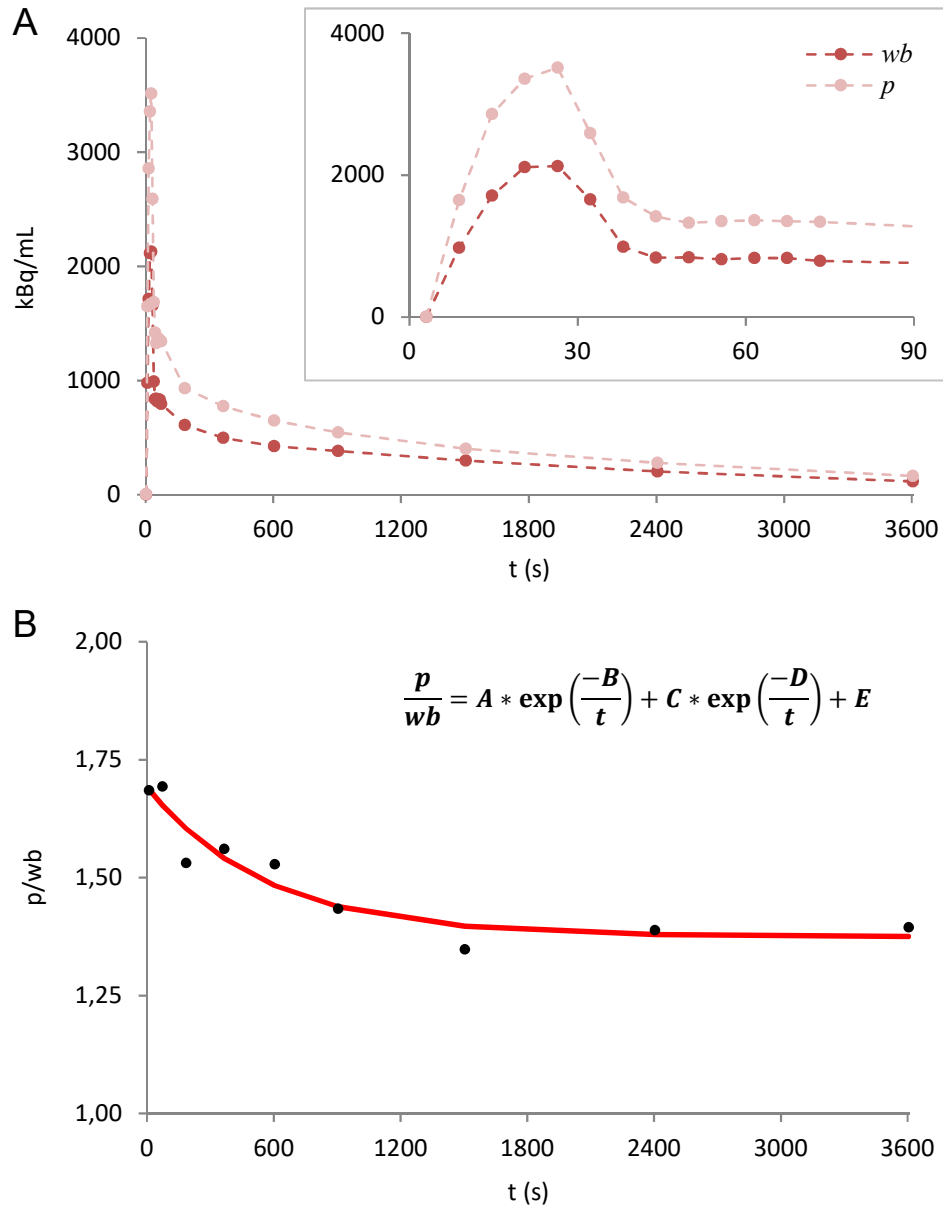 A
4000
3000
2000
1000
0
kBq/mL
0 600 1200 1800 2400 3000 3600
t (s)
4000
2000
0
0 30 60 90
wb
p
B
2,00
1,75
1,50
1,25
1,00
p/wb
0 600 1200 1800 2400 3000 3600
t (s)
p/wb = A * exp(−B/t) + C * exp(−D/t) + E